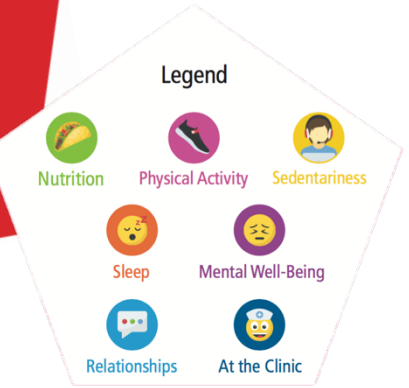 Legend
Nutrition Physical Activity Sedentariness
Sleep Mental Well-Being
Relationships At the Clinic